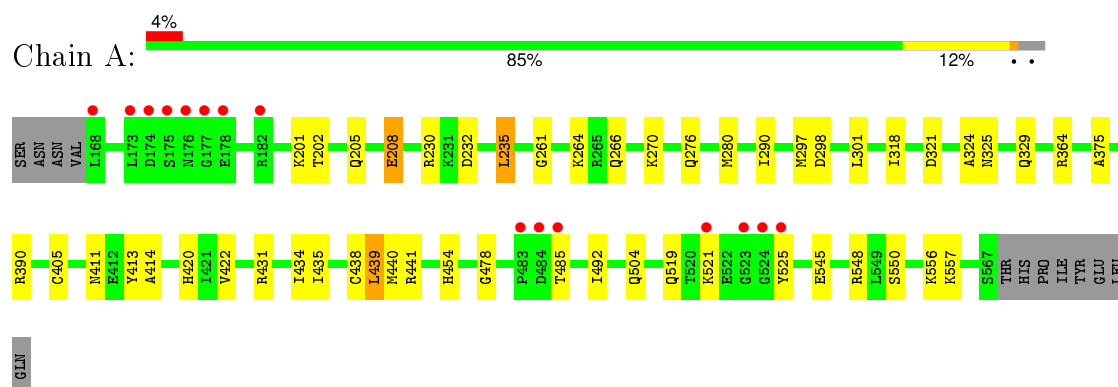 4%
Chain A:
85% 12% • •
SER ASN ASN VAL L168 L173 D174 S175 N176 G177 E178 R182 K201 T202 Q205 E208 R230 K231 D232 L235 G261 K264 R265 Q266 K270 Q276 M280 I290 M297 D298 L301 I318 D321 A324 N325 Q329 R364 A375
R390 C405 N411 E412 Y413 A414 H420 I421 V422 R431 I434 I435 C438 L439 M440 R441 H454 G478 P483 D484 T485 I492 Q504 Q519 T520 K521 E522 G523 G524 Y525 E545 R548 L549 S550 K556 K557 S567 THR HIS PRO ILE TYR GLU LEU
GLN